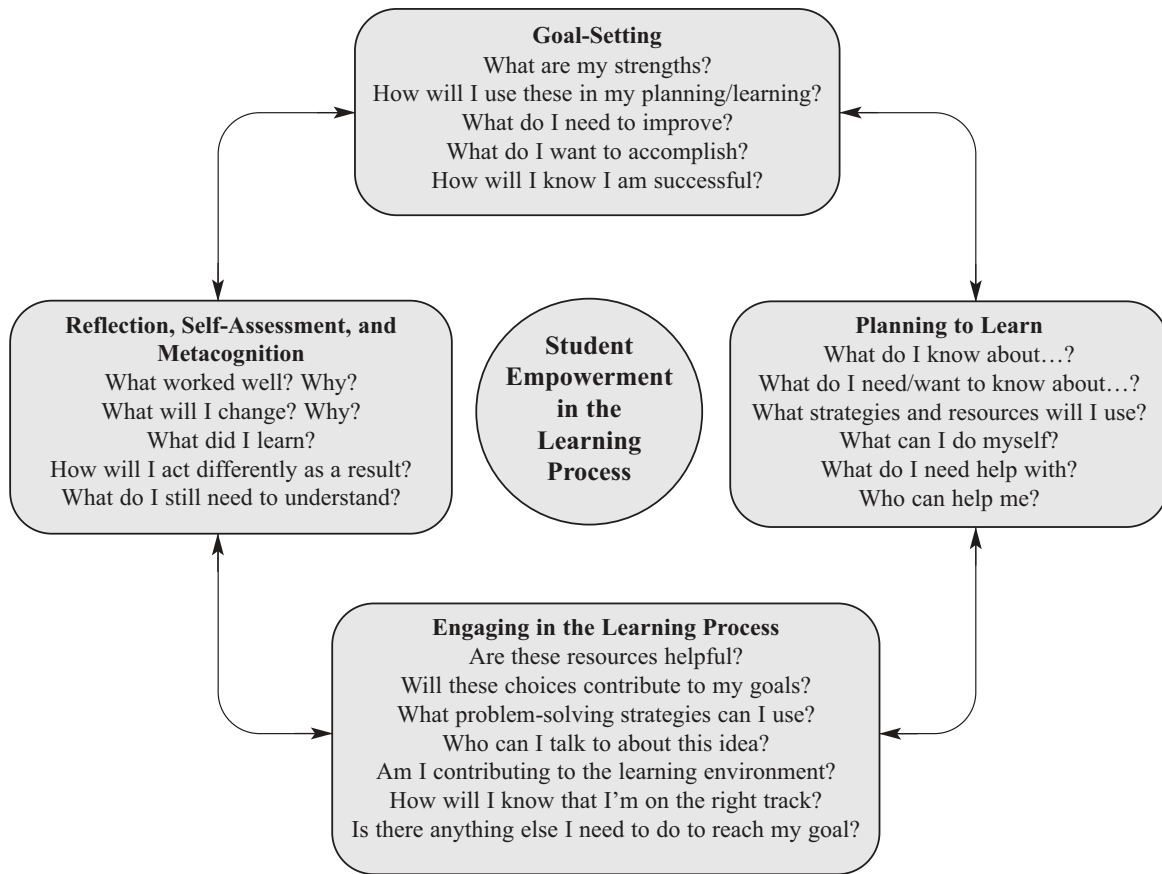 Goal-Setting
What are my strengths?
How will I use these in my planning/learning?
What do I need to improve?
What do I want to accomplish?
How will I know I am successful?
Reflection, Self-Assessment, and
Metacognition
What worked well? Why?
What will I change? Why?
What did I learn?
How will I act differently as a result?
What do I still need to understand?
Student
Empowerment
in the
Learning
Process
Planning to Learn
What do I know about…?
What do I need/want to know about…?
What strategies and resources will I use?
What can I do myself?
What do I need help with?
Who can help me?
Engaging in the Learning Process
Are these resources helpful?
Will these choices contribute to my goals?
What problem-solving strategies can I use?
Who can I talk to about this idea?
Am I contributing to the learning environment?
How will I know that I’m on the right track?
Is there anything else I need to do to reach my goal?